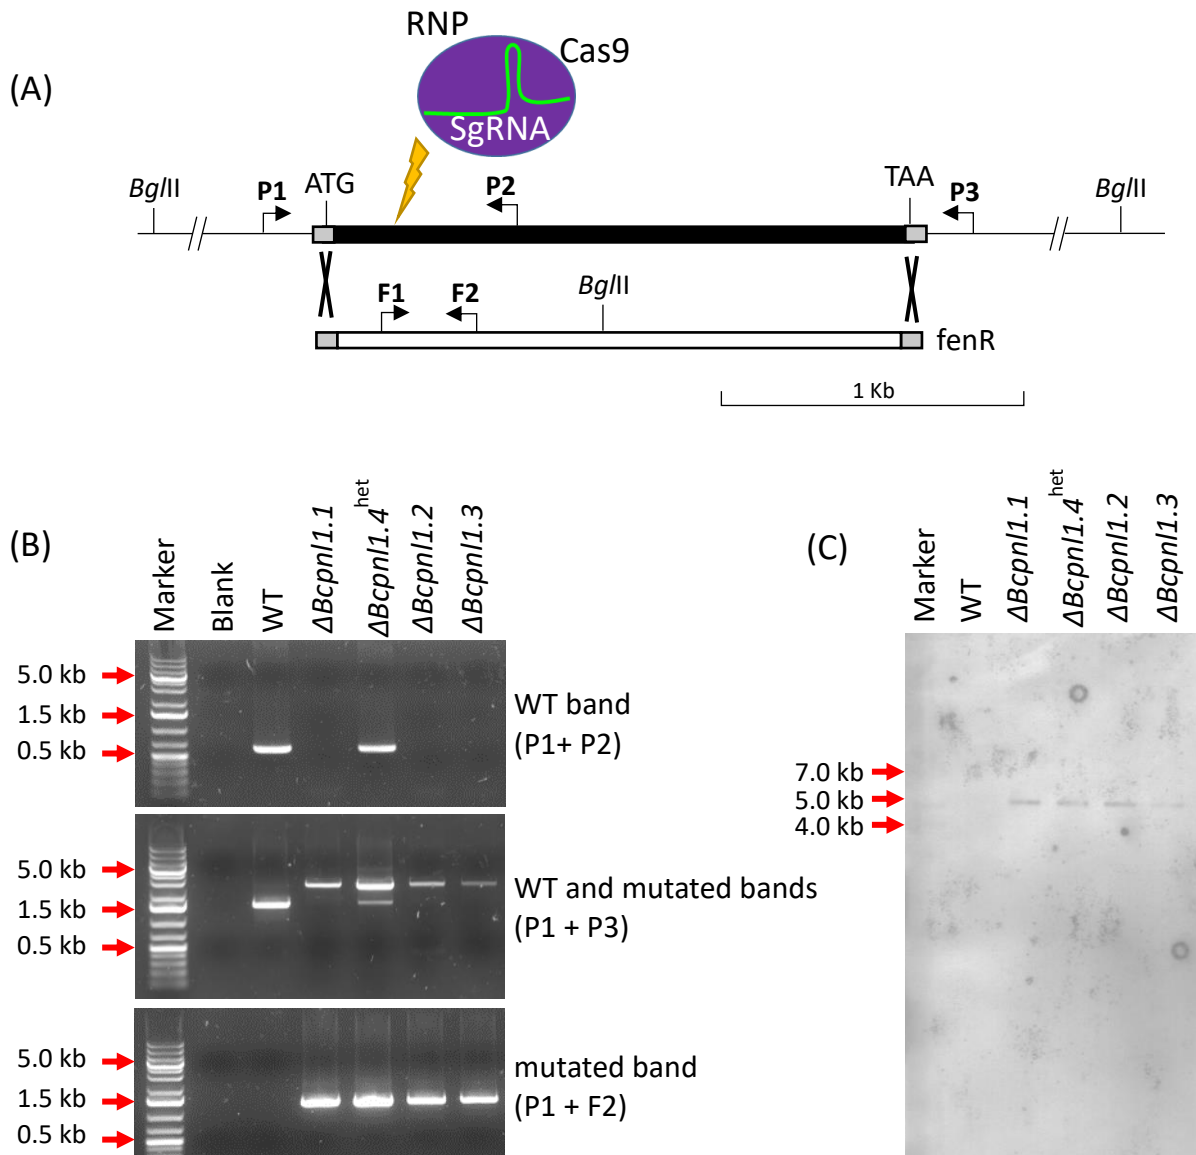 (A)
RNP
Cas9
SgRNA
BglII
P1
ATG
P2
TAA
P3
BglII
F1
F2
BglII
fenR
1 Kb
(B)
Marker
Blank
WT
ΔBcpnl1.1
ΔBcpnl1.4het
ΔBcpnl1.2
ΔBcpnl1.3
5.0 kb
1.5 kb
0.5 kb
WT band
(P1+ P2)
5.0 kb
1.5 kb
0.5 kb
WT and mutated bands
(P1 + P3)
5.0 kb
1.5 kb
0.5 kb
mutated band
(P1 + F2)
(C)
Marker
WT
ΔBcpnl1.1
ΔBcpnl1.4het
ΔBcpnl1.2
ΔBcpnl1.3
7.0 kb
5.0 kb
4.0 kb